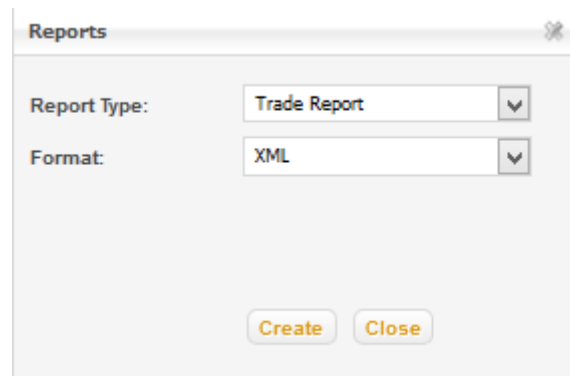 Reports
Report Type: Trade Report
Format: XML
Create Close